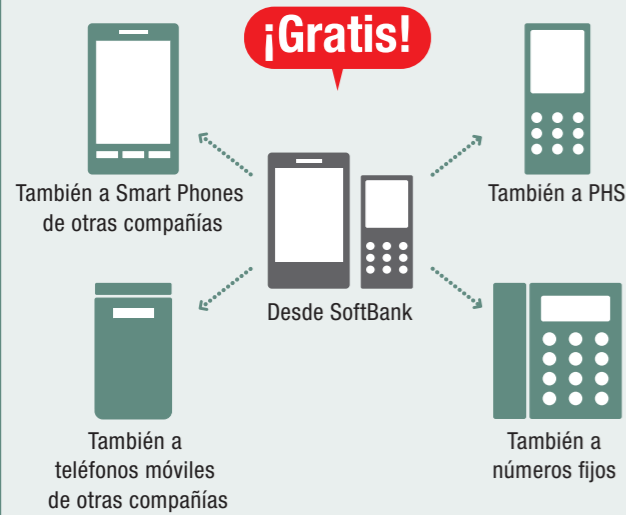 ¡Gratis!
También a Smart Phones
de otras compañías
También a PHS
Desde SoftBank
También a
teléfonos móviles
de otras compañías
También a
números fijos